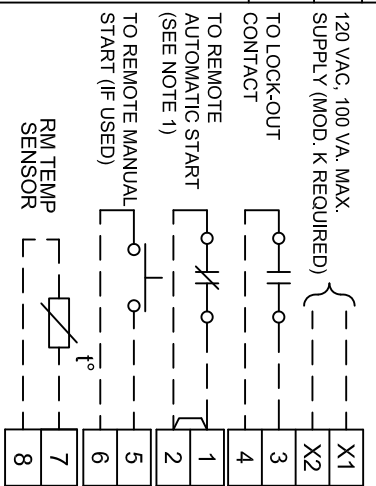 120 VAC, 100 VA. MAX.
SUPPLY (MOD. K REQUIRED)
TO LOCK-OUT
CONTACT
TO REMOTE
AUTOMATIC START
(SEE NOTE 1)
TO REMOTE MANUAL
START (IF USED)
RM TEMP
SENSOR
t°
X1
X2
3
4
1
2
5
6
7
8